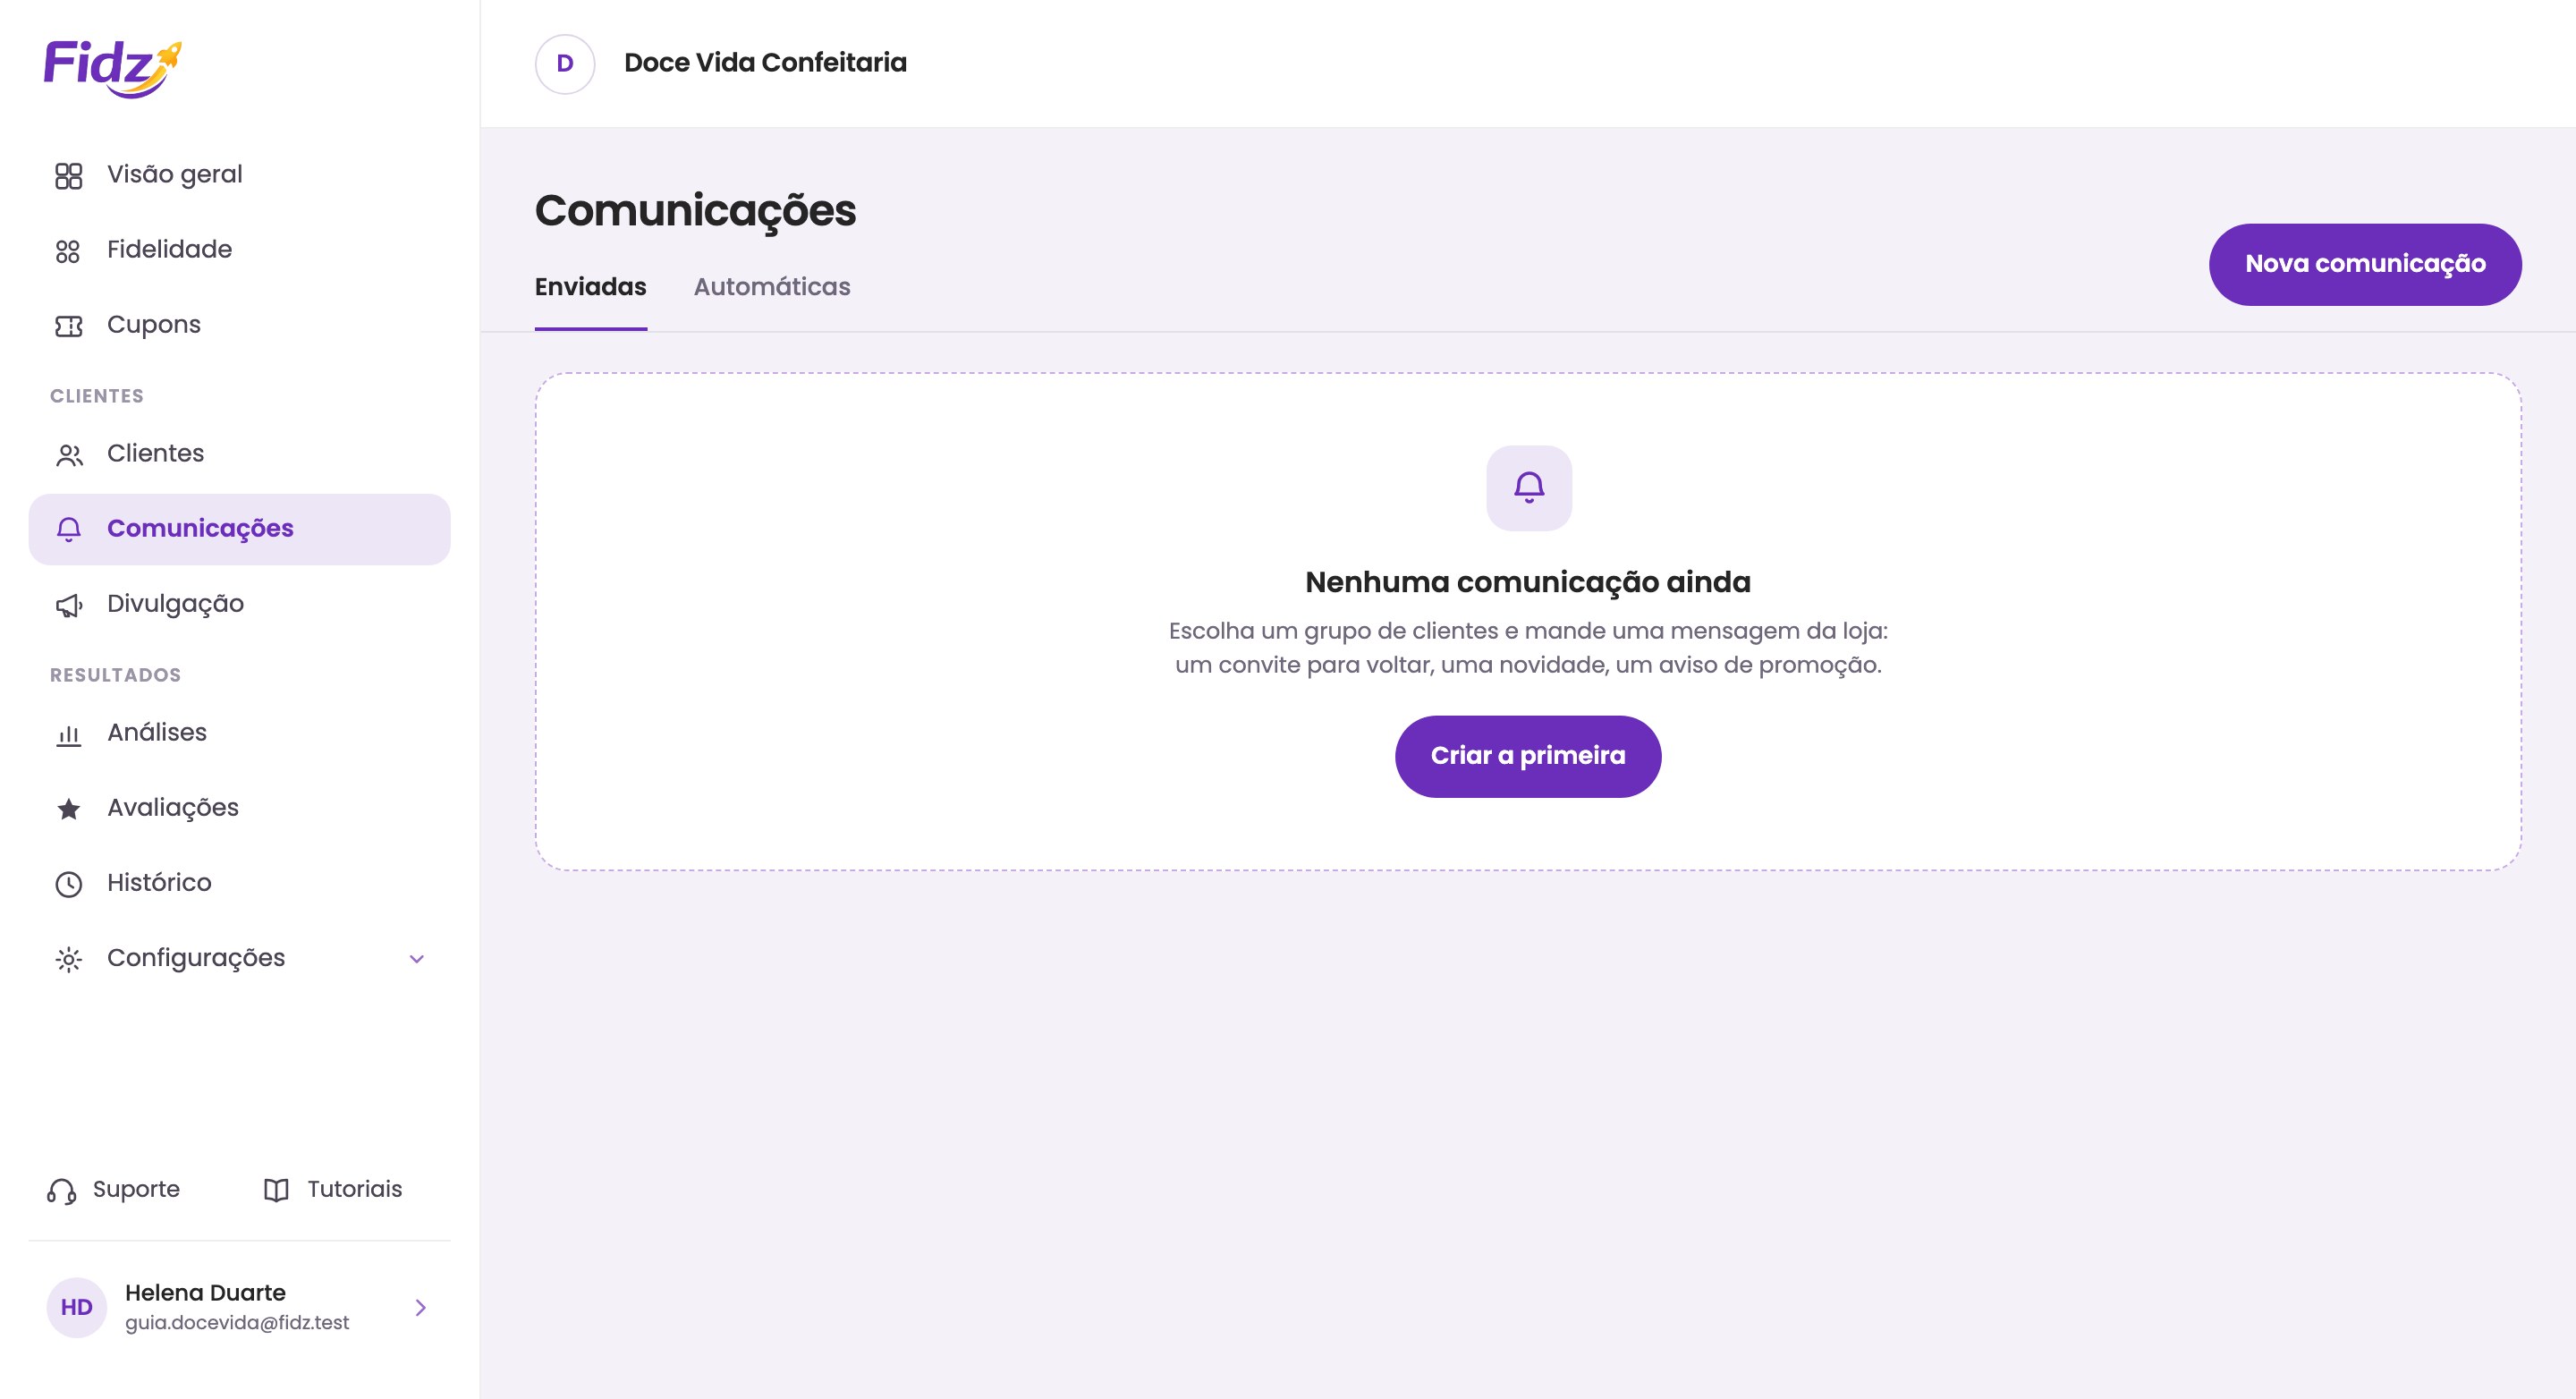 Fidz
Visão geral
Fidelidade
Cupons
CLIENTES
Clientes
Comunicações
Divulgação
RESULTADOS
Análises
Avaliações
Histórico
Configurações
Suporte
Tutoriais
HD
Helena Duarte
guia.docevida@fidz.test
D
Doce Vida Confeitaria
Comunicações
Enviadas
Automáticas
Nova comunicação
Nenhuma comunicação ainda
Escolha um grupo de clientes e mande uma mensagem da loja:
um convite para voltar, uma novidade, um aviso de promoção.
Criar a primeira